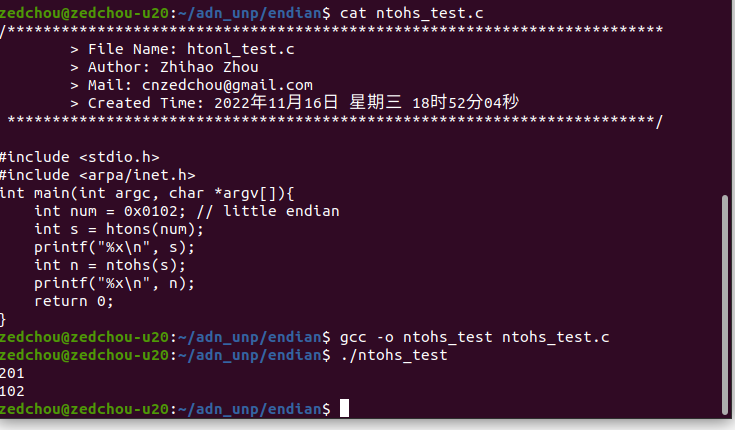 zedchou@zedchou-u20:~/adn_unp/endian$ cat ntohs_test.c
/*************************************************************************
        > File Name: htonl_test.c
        > Author: Zhihao Zhou
        > Mail: cnzedchou@gmail.com
        > Created Time: 2022年11月16日 星期三 18时52分04秒
 ************************************************************************/

#include <stdio.h>
#include <arpa/inet.h>
int main(int argc, char *argv[]){
    int num = 0x0102; // little endian
    int s = htons(num);
    printf("%x\n", s);
    int n = ntohs(s);
    printf("%x\n", n);
    return 0;
}
zedchou@zedchou-u20:~/adn_unp/endian$ gcc -o ntohs_test ntohs_test.c
zedchou@zedchou-u20:~/adn_unp/endian$ ./ntohs_test
201
102
zedchou@zedchou-u20:~/adn_unp/endian$